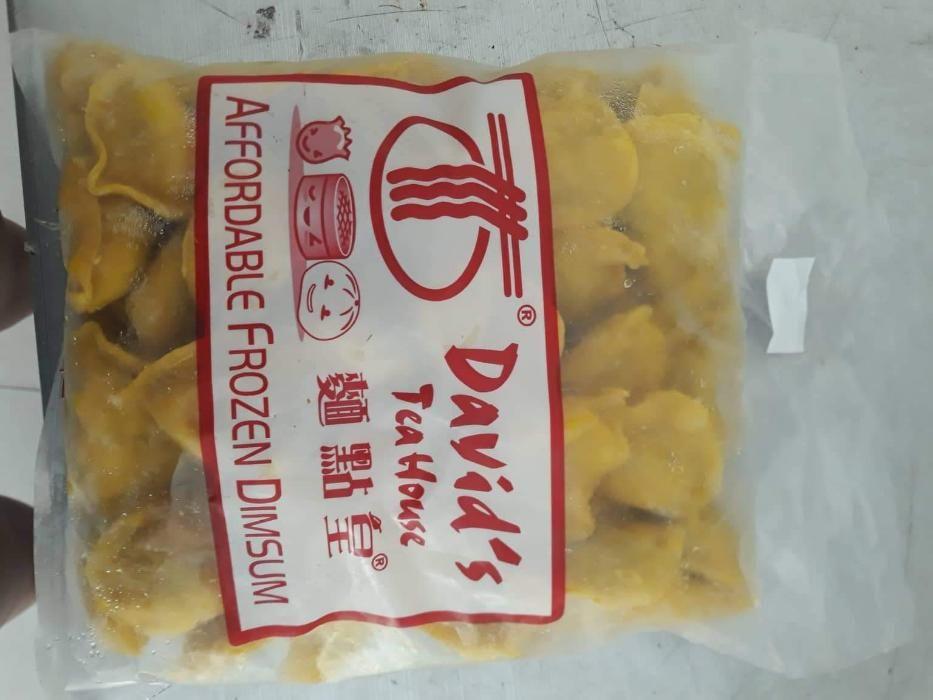 ®
David's
Tea House
麵點皇®
AFFORDABLE FROZEN DIMSUM